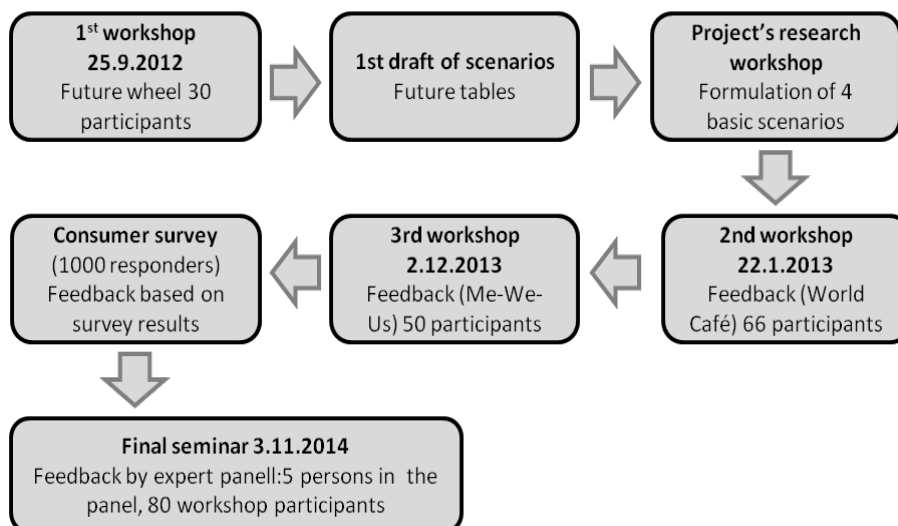 1st workshop
25.9.2012
Future wheel 30
participants
1st draft of scenarios
Future tables
Project's research
workshop
Formulation of 4
basic scenarios
2nd workshop
22.1.2013
Feedback (World
Café) 66 participants
3rd workshop
2.12.2013
Feedback (Me-We-
Us) 50 participants
Consumer survey
(1000 responders)
Feedback based on
survey results
Final seminar 3.11.2014
Feedback by expert panell:5 persons in the
panel, 80 workshop participants